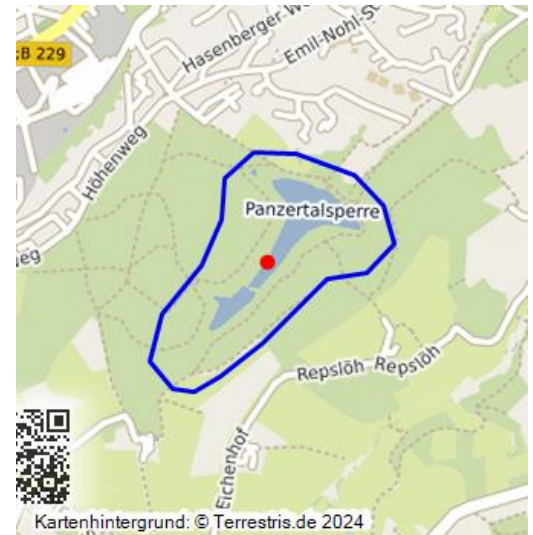 Hasenberger W
Emil-Nohl-St
B 229
Höhenweg
Panzertalsperre
eg
Repslöh Repslöh
Eichenhof
Kartenhintergrund: © Terrestris.de 2024